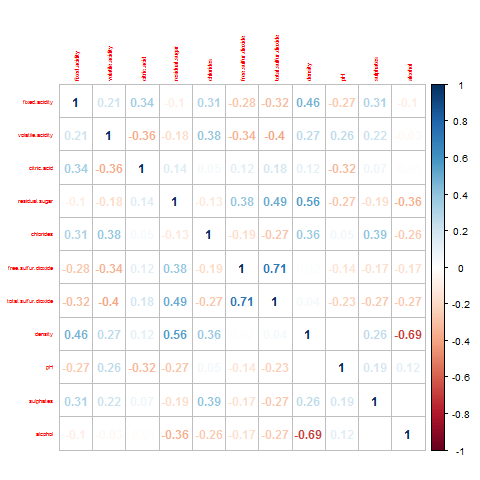 fixed.acidity volatile.acidity citric.acid residual.sugar chlorides free.sulfur.dioxide total.sulfur.dioxide density pH sulphates alcohol
fixed.acidity 1 0.21 0.34 -0.1 0.31 -0.28 -0.32 0.46 -0.27 0.31 -0.1
volatile.acidity 0.21 1 -0.36 -0.18 0.38 -0.34 -0.4 0.27 0.26 0.22
citric.acid 0.34 -0.36 1 0.14 0.05 0.12 0.18 0.12 -0.32 0.07
residual.sugar -0.1 -0.18 0.14 1 -0.13 0.38 0.49 0.56 -0.27 -0.19 -0.36
chlorides 0.31 0.38 0.05 -0.13 1 -0.19 -0.27 0.36 0.05 0.39 -0.26
free.sulfur.dioxide -0.28 -0.34 0.12 0.38 -0.19 1 0.71 -0.14 -0.17 -0.17
total.sulfur.dioxide -0.32 -0.4 0.18 0.49 -0.27 0.71 1 0.04 -0.23 -0.27 -0.27
density 0.46 0.27 0.12 0.56 0.36 0.04 1 0.26 -0.69
pH -0.27 0.26 -0.32 -0.27 0.05 -0.14 -0.23 1 0.19 0.12
sulphates 0.31 0.22 0.07 -0.19 0.39 -0.17 -0.27 0.26 0.19 1
alcohol -0.1 -0.36 -0.26 -0.17 -0.27 -0.69 0.12 1
1
0.8
0.6
0.4
0.2
0
-0.2
-0.4
-0.6
-0.8
-1